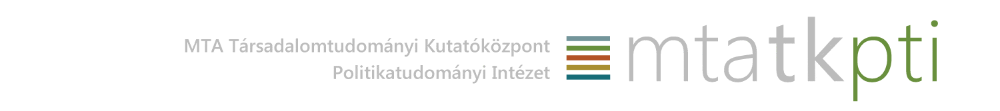 MTA Társadalomtudományi Kutatóközpont
Politikatudományi Intézet
mtatkpti